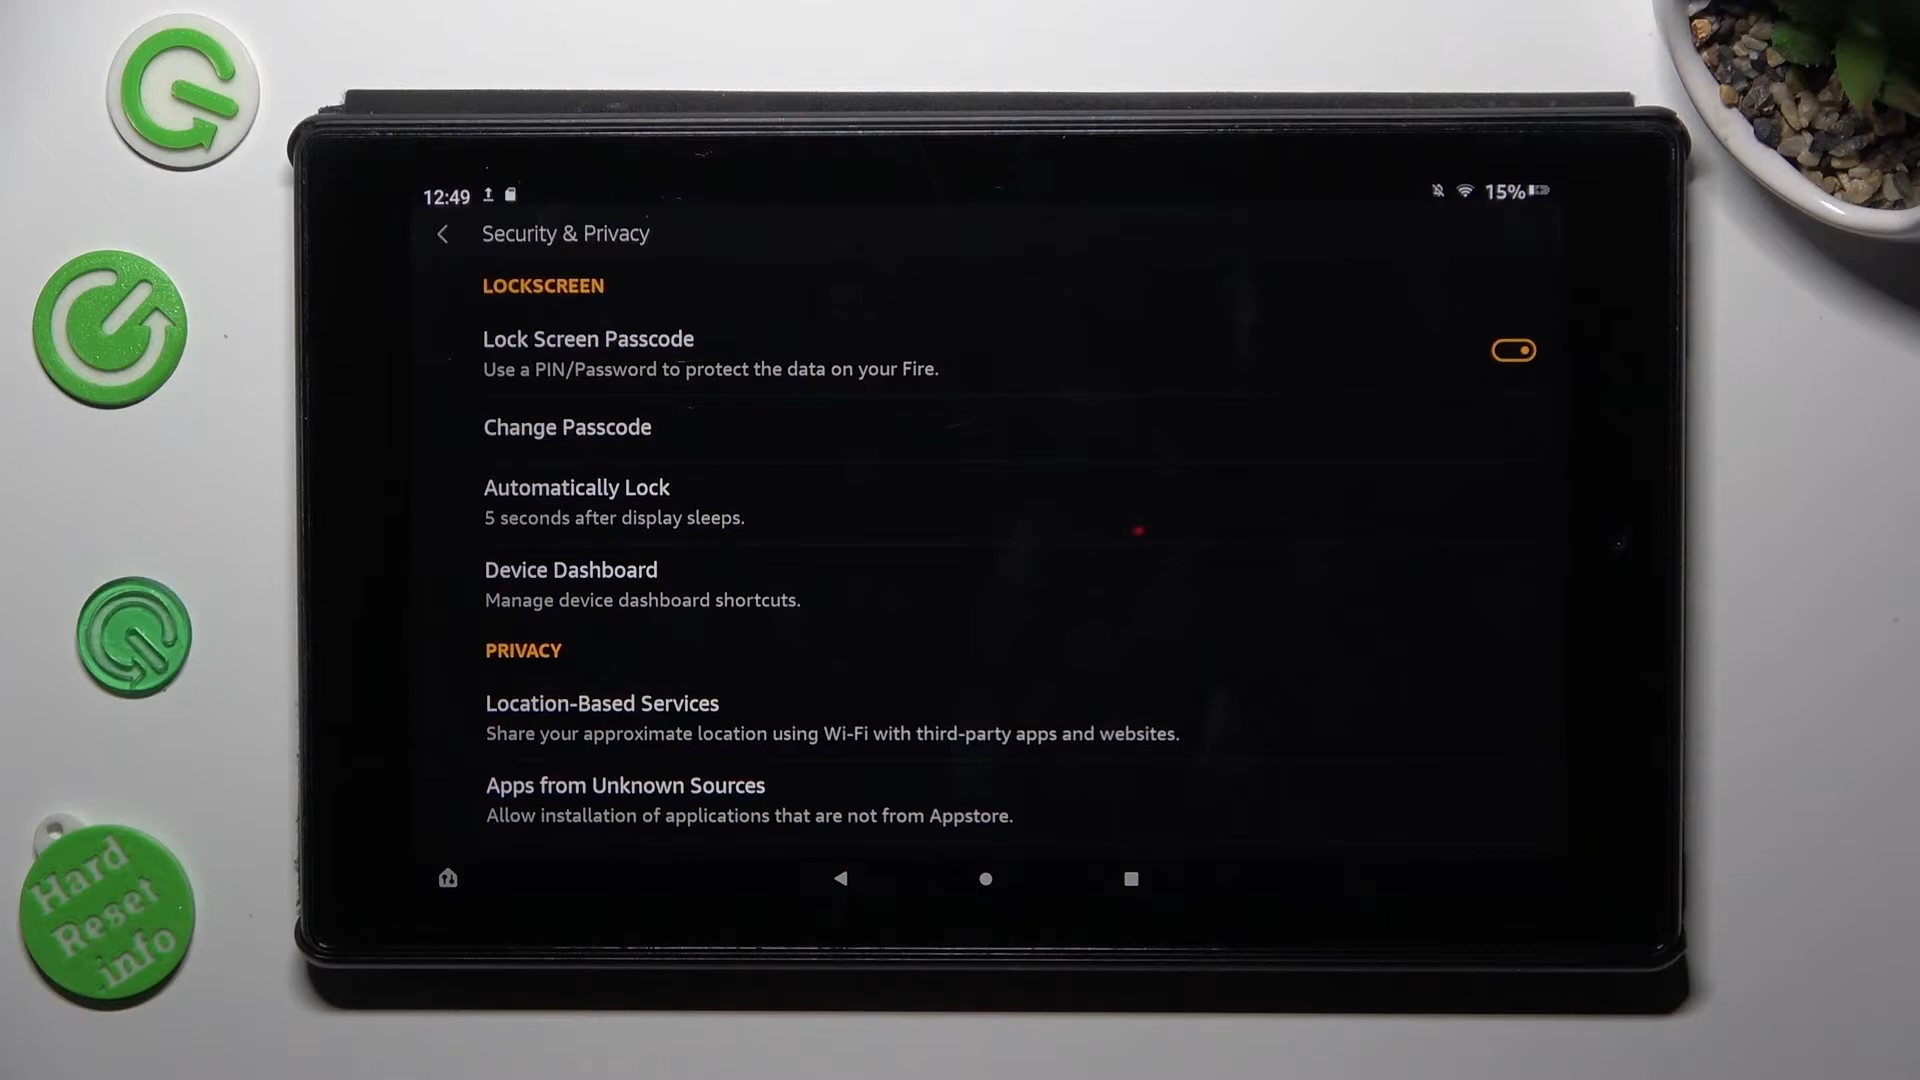 12:49
15%
Security & Privacy
LOCKSCREEN
Lock Screen Passcode
Use a PIN/Password to protect the data on your Fire.
Change Passcode
Automatically Lock
5 seconds after display sleeps.
Device Dashboard
Manage device dashboard shortcuts.
PRIVACY
Location-Based Services
Share your approximate location using Wi-Fi with third-party apps and websites.
Apps from Unknown Sources
Allow installation of applications that are not from Appstore.
Hard
Reset
info